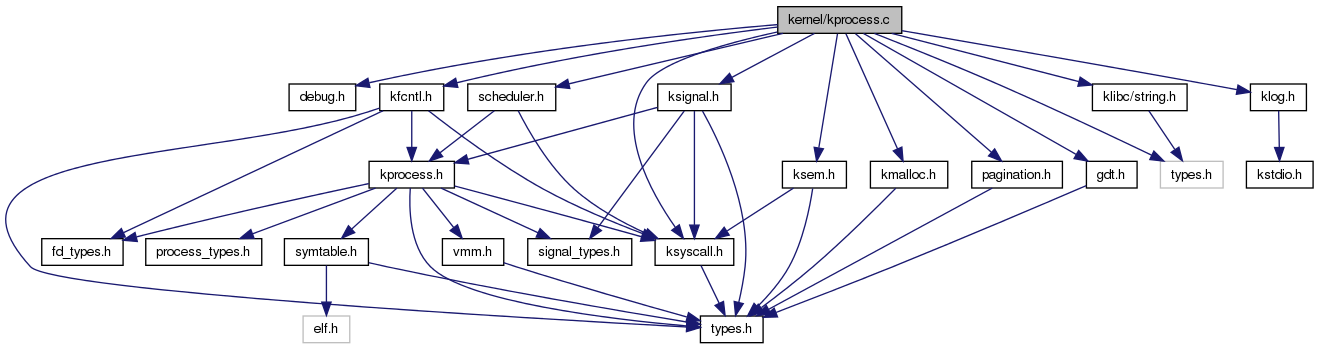 kernel/kprocess.c
debug.h
kfcntl.h
scheduler.h
ksignal.h
klibc/string.h
klog.h
kprocess.h
ksem.h
kmalloc.h
pagination.h
gdt.h
types.h
kstdio.h
fd_types.h
process_types.h
symtable.h
vmm.h
signal_types.h
ksyscall.h
elf.h
types.h